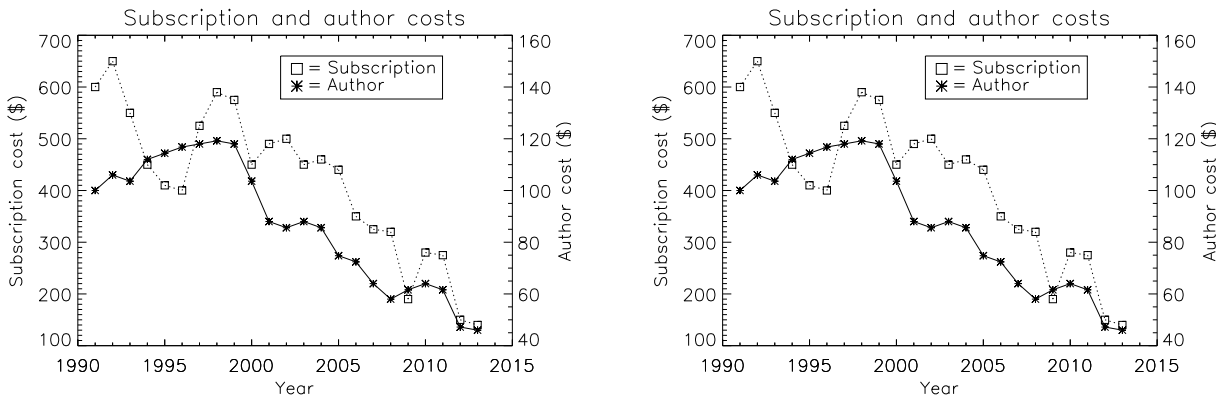 Subscription and author costs
700
600
500
400
300
200
100
Subscription cost ($)
160
140
120
100
80
60
40
Author cost ($)
= Subscription
= Author
1990 1995 2000 2005 2010 2015
Year
Subscription and author costs
700
600
500
400
300
200
100
Subscription cost ($)
160
140
120
100
80
60
40
Author cost ($)
= Subscription
= Author
1990 1995 2000 2005 2010 2015
Year